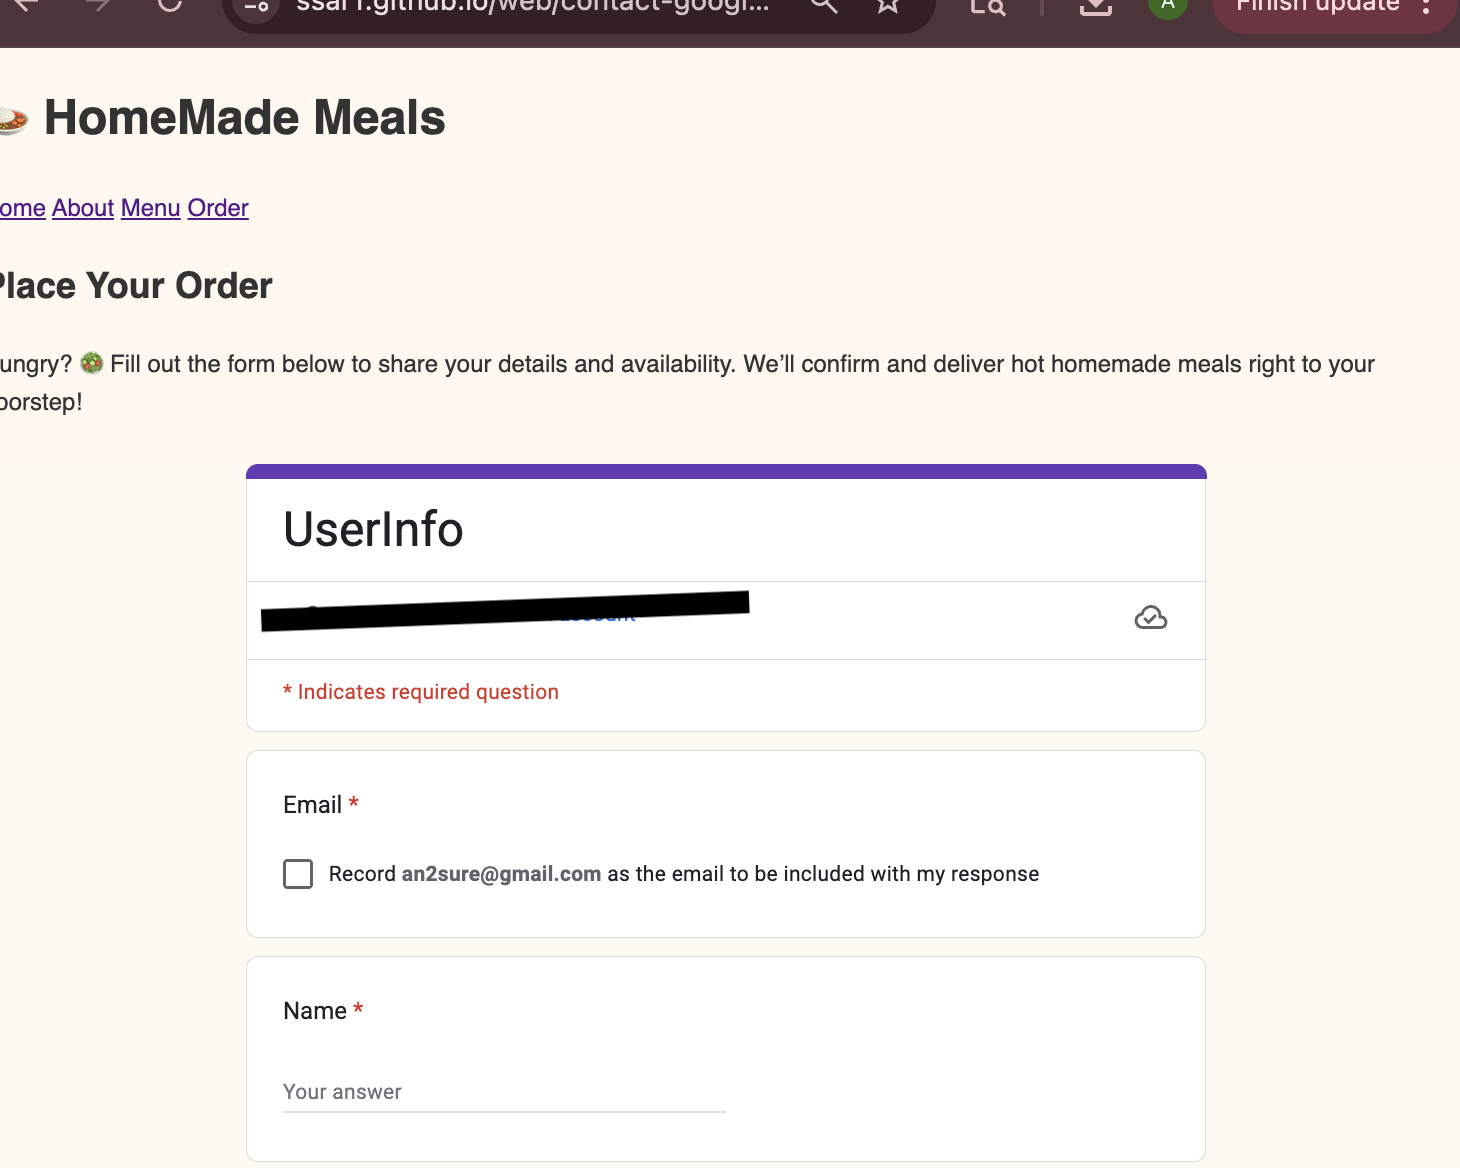 ssar1.github.io/web/contact-googl...
A
Finish update
HomeMade Meals
ome About Menu Order
Place Your Order
ungry? Fill out the form below to share your details and availability. We’ll confirm and deliver hot homemade meals right to your
oorstep!
UserInfo
account
* Indicates required question
Email *
Record an2sure@gmail.com as the email to be included with my response
Name *
Your answer